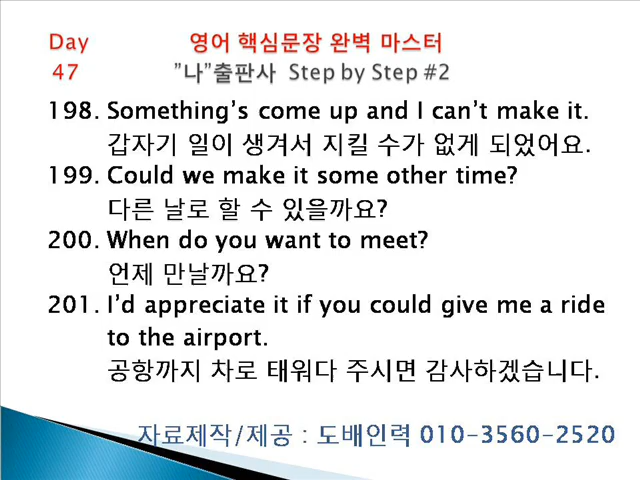 Day 영어 핵심문장 완벽 마스터
47 ”나”출판사 Step by Step #2
198. Something’s come up and I can’t make it.
갑자기 일이 생겨서 지킬 수가 없게 되었어요.
199. Could we make it some other time?
다른 날로 할 수 있을까요?
200. When do you want to meet?
언제 만날까요?
201. I’d appreciate it if you could give me a ride
to the airport.
공항까지 차로 태워다 주시면 감사하겠습니다.
자료제작/제공 : 도배인력 010-3560-2520